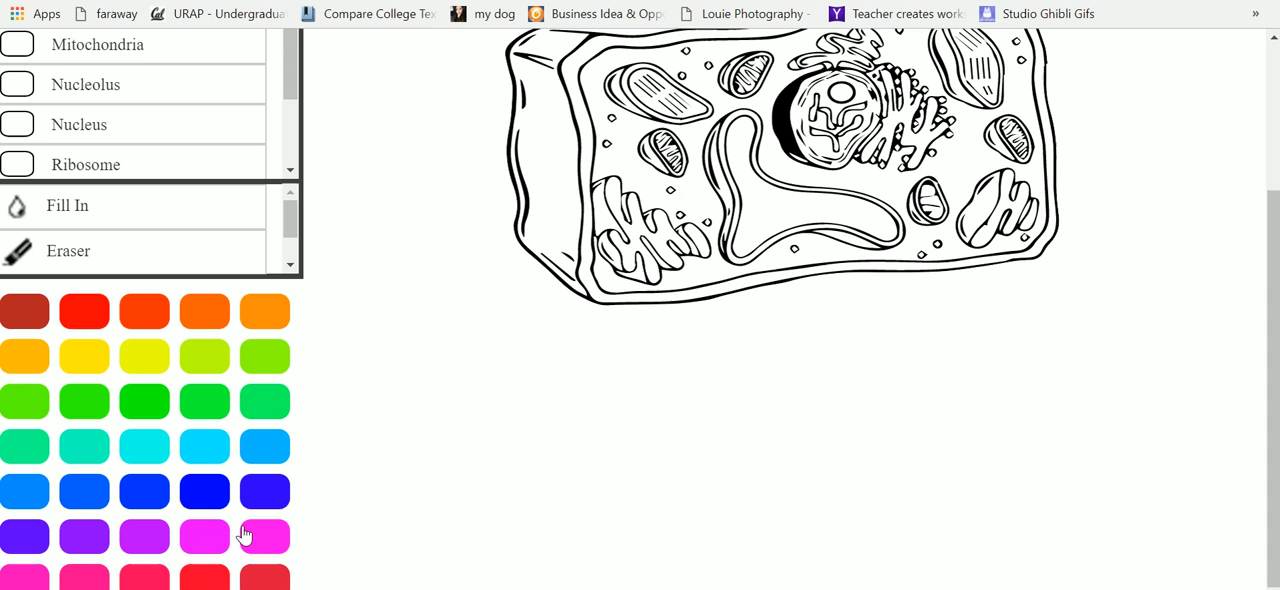 Apps faraway URAP - Undergradua Compare College Tex my dog Business Idea & Oppo Louie Photography - Teacher creates work Studio Ghibli Gifs »
Mitochondria
Nucleolus
Nucleus
Ribosome
Fill In
Eraser